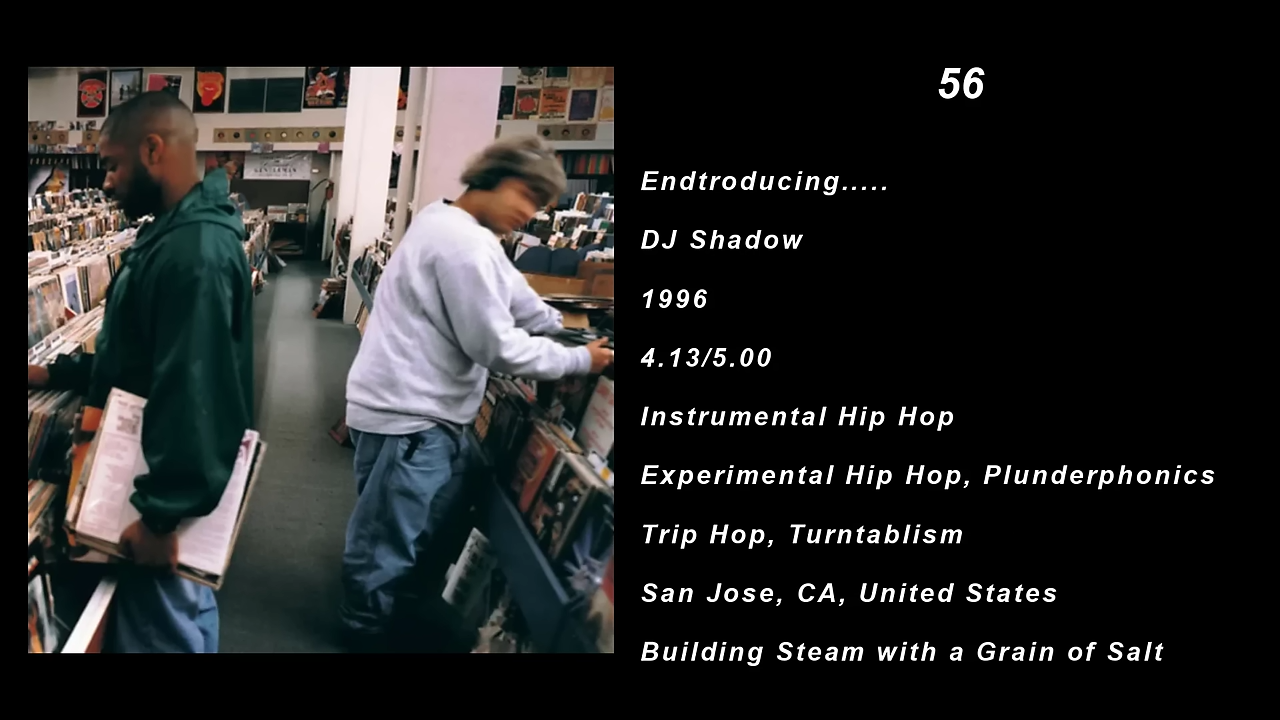 56
Endtroducing.....
DJ Shadow
1996
4.13/5.00
Instrumental Hip Hop
Experimental Hip Hop, Plunderphonics
Trip Hop, Turntablism
San Jose, CA, United States
Building Steam with a Grain of Salt